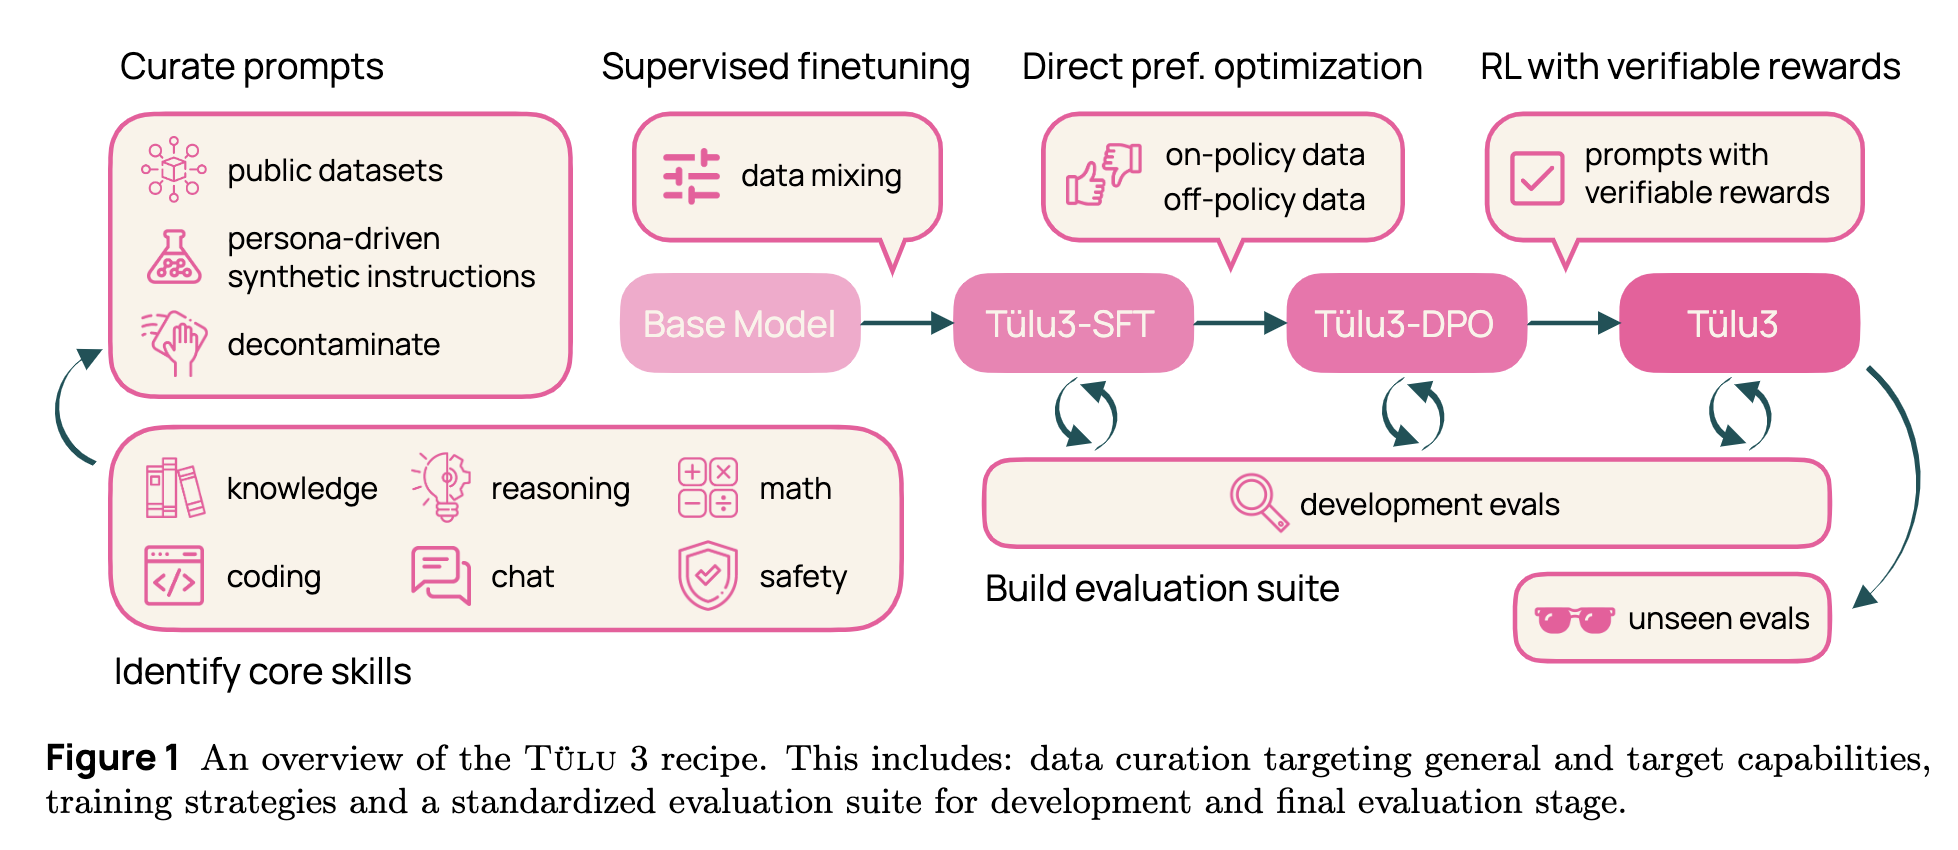 Curate prompts
public datasets
persona-driven
synthetic instructions
decontaminate
knowledge
reasoning
math
coding
chat
safety
Identify core skills
Supervised finetuning
data mixing
Direct pref. optimization
on-policy data
off-policy data
RL with verifiable rewards
prompts with
verifiable rewards
Base Model
Tülu3-SFT
Tülu3-DPO
Tülu3
development evals
Build evaluation suite
unseen evals
Figure 1 An overview of the TÜLU 3 recipe. This includes: data curation targeting general and target capabilities,
training strategies and a standardized evaluation suite for development and final evaluation stage.